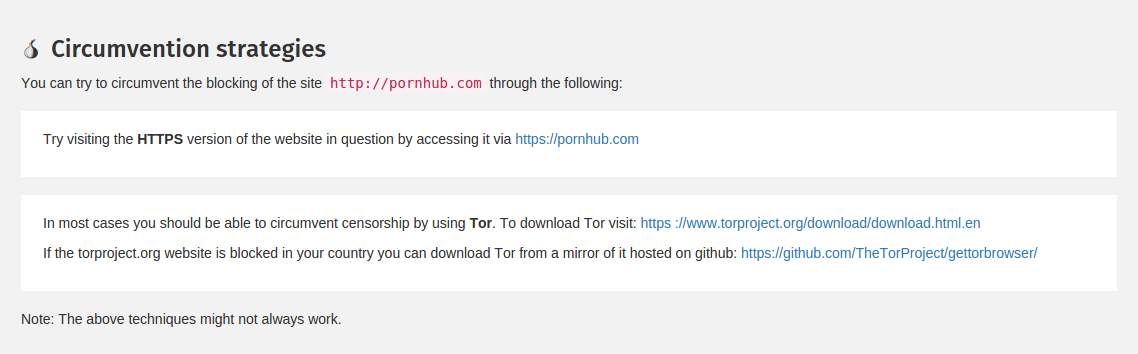 Circumvention strategies
You can try to circumvent the blocking of the site http://pornhub.com through the following:
Try visiting the HTTPS version of the website in question by accessing it via https://pornhub.com
In most cases you should be able to circumvent censorship by using Tor. To download Tor visit: https ://www.torproject.org/download/download.html.en
If the torproject.org website is blocked in your country you can download Tor from a mirror of it hosted on github: https://github.com/TheTorProject/gettorbrowser/
Note: The above techniques might not always work.